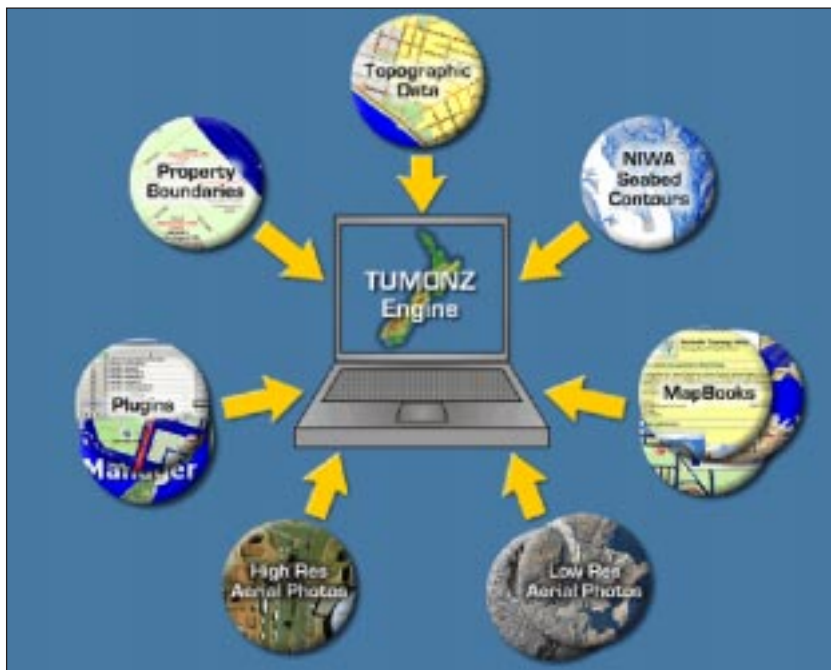 Topographic
Data
Property
Boundaries
NIWA
Seabed
Contours
TUMONZ
Engine
Plugins
Manager
MapBooks
High Res
Aerial Photos
Low Res
Aerial Photos